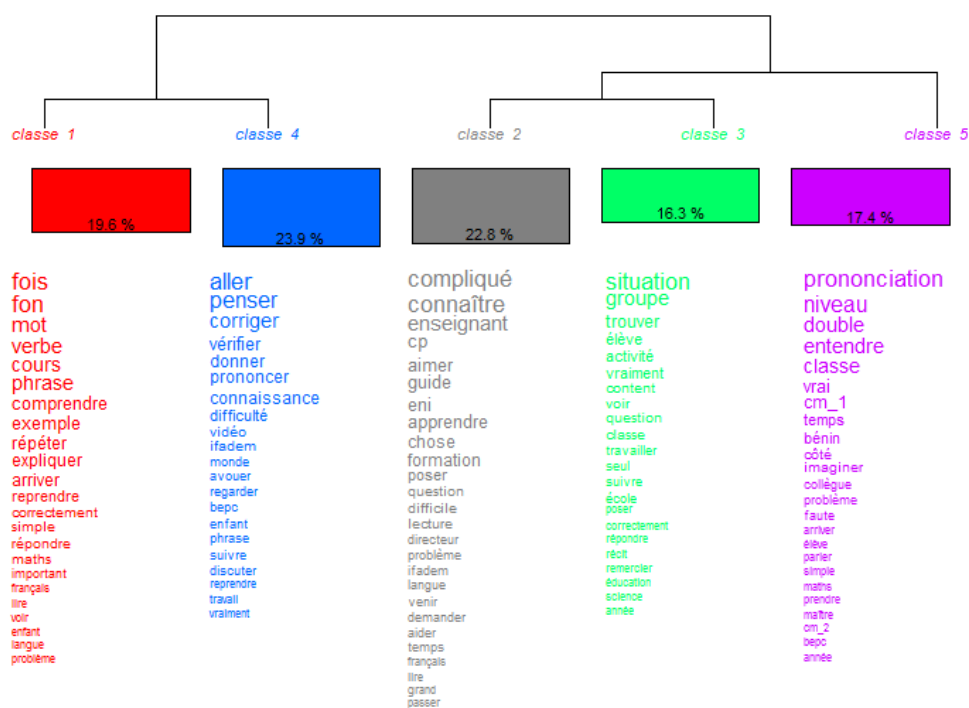 classe 1
classe 4
classe 2
classe 3
classe 5
19.6 %
23.9 %
22.8 %
16.3 %
17.4 %
fois
fon
mot
verbe
cours
phrase
comprendre
exemple
répéter
expliquer
arriver
reprendre
correctement
simple
répondre
maths
important
français
lire
voir
enfant
langue
problème
aller
penser
corriger
vérifier
donner
prononcer
connaissance
difficulté
vidéo
ifadem
monde
avouer
regarder
bepc
enfant
phrase
suivre
discuter
reprendre
travail
vraiment
compliqué
connaître
enseignant
cp
aimer
guide
eni
apprendre
chose
formation
poser
question
difficile
lecture
directeur
problème
ifadem
langue
venir
demander
aider
temps
français
lire
grand
passer
situation
groupe
trouver
élève
activité
vraiment
content
voir
question
classe
travailler
seul
suivre
école
poser
correctement
répondre
récit
remercier
éducation
science
année
prononciation
niveau
double
entendre
classe
vrai
cm_1
temps
bénin
côté
imaginer
collègue
problème
faute
arriver
élève
parler
simple
maths
prendre
maître
cm_2
bepc
année